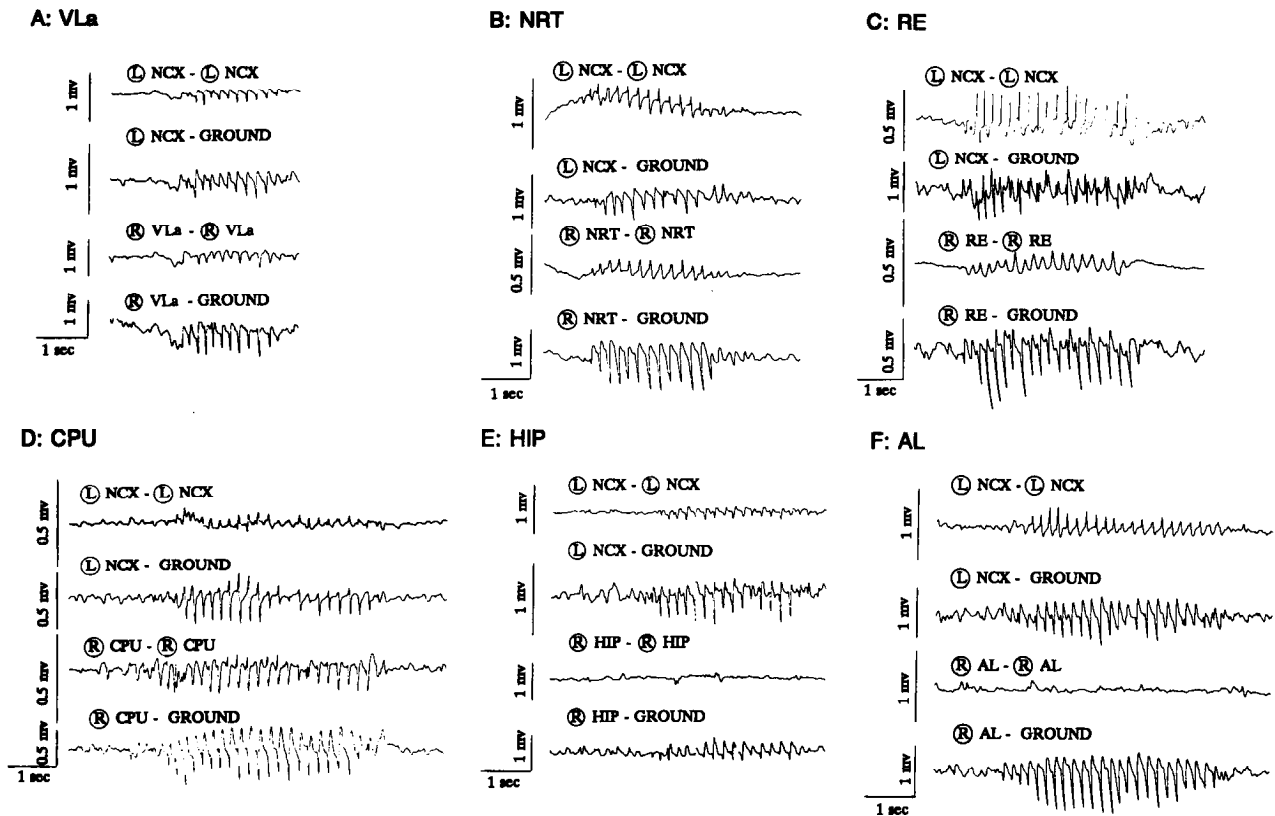 A: VLa
1 mv
Ⓛ NCX - Ⓛ NCX
1 mv
Ⓛ NCX - GROUND
1 mv
Ⓡ VLa - Ⓡ VLa
1 mv
Ⓡ VLa - GROUND
1 sec
B: NRT
1 mv
Ⓛ NCX - Ⓛ NCX
1 mv
Ⓛ NCX - GROUND
0.5 mv
Ⓡ NRT - Ⓡ NRT
1 mv
Ⓡ NRT - GROUND
1 sec
C: RE
0.5 mv
Ⓛ NCX - Ⓛ NCX
1 mv
Ⓛ NCX - GROUND
0.5 mv
Ⓡ RE - Ⓡ RE
0.5 mv
Ⓡ RE - GROUND
1 sec
D: CPU
0.5 mv
Ⓛ NCX - Ⓛ NCX
0.5 mv
Ⓛ NCX - GROUND
0.5 mv
Ⓡ CPU - Ⓡ CPU
0.5 mv
Ⓡ CPU - GROUND
1 sec
E: HIP
1 mv
Ⓛ NCX - Ⓛ NCX
1 mv
Ⓛ NCX - GROUND
1 mv
Ⓡ HIP - Ⓡ HIP
1 mv
Ⓡ HIP - GROUND
1 sec
F: AL
1 mv
Ⓛ NCX - Ⓛ NCX
1 mv
Ⓛ NCX - GROUND
1 mv
Ⓡ AL - Ⓡ AL
1 mv
Ⓡ AL - GROUND
1 sec